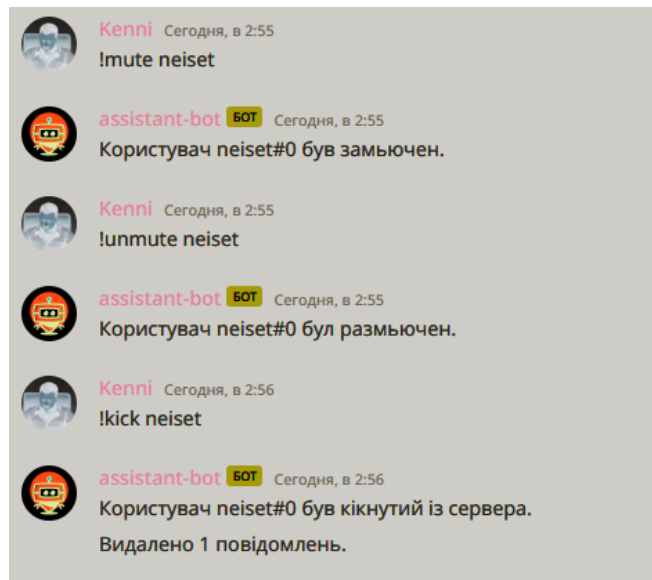 Kenni Сегодня, в 2:55
!mute neiset
assistant-bot БОТ Сегодня, в 2:55
Користувач neiset#0 був замьючен.
Kenni Сегодня, в 2:55
!unmute neiset
assistant-bot БОТ Сегодня, в 2:55
Користувач neiset#0 бул размьючен.
Kenni Сегодня, в 2:56
!kick neiset
assistant-bot БОТ Сегодня, в 2:56
Користувач neiset#0 був кікнутий із сервера.
Видалено 1 повідомлень.